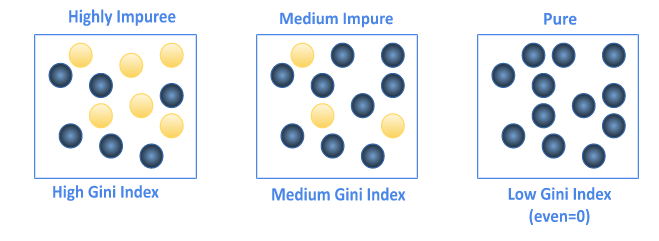 Highly Impuree
Medium Impure
Pure
High Gini Index
Medium Gini Index
Low Gini Index
(even=0)